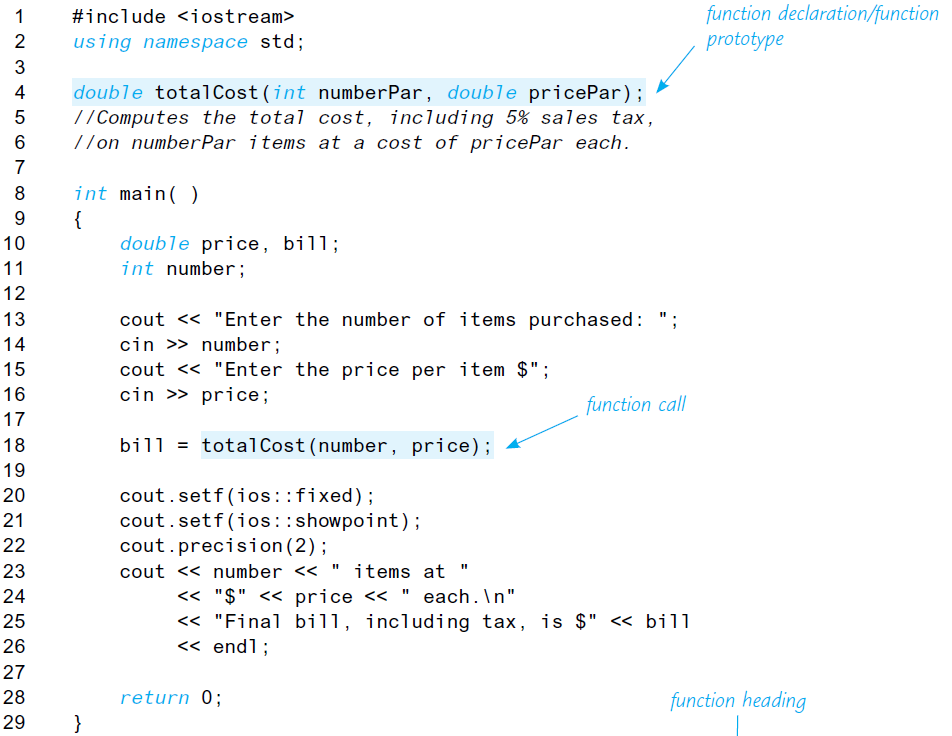 function declaration/function
prototype
1 #include <iostream>
2 using namespace std;
3
4 double totalCost(int numberPar, double pricePar);
5 //Computes the total cost, including 5% sales tax,
6 //on numberPar items at a cost of pricePar each.
7
8 int main( )
9 {
10 double price, bill;
11 int number;
12
13 cout << "Enter the number of items purchased: ";
14 cin >> number;
15 cout << "Enter the price per item $";
16 cin >> price;
function call
17
18 bill = totalCost(number, price);
19
20 cout.setf(ios::fixed);
21 cout.setf(ios::showpoint);
22 cout.precision(2);
23 cout << number << " items at "
24 << "$" << price << " each.\n"
25 << "Final bill, including tax, is $" << bill
26 << endl;
27
28 return 0;
function heading
29 }